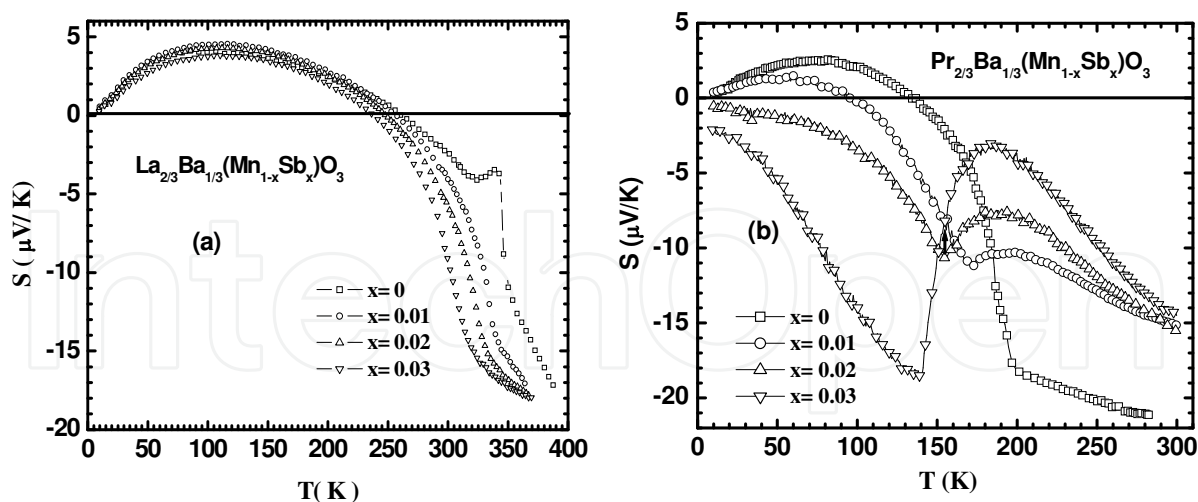 5
0
-5
-10
-15
-20
S ( μV/ K)
La2/3Ba1/3(Mn1-xSbx)O3
(a)
x= 0
x= 0.01
x= 0.02
x= 0.03
0 50 100 150 200 250 300 350 400
T( K )
5
0
-5
-10
-15
-20
S (μV/K)
Pr2/3Ba1/3(Mn1-xSbx)O3
(b)
x= 0
x= 0.01
x= 0.02
x= 0.03
0 50 100 150 200 250 300
T (K)
IntechOpen